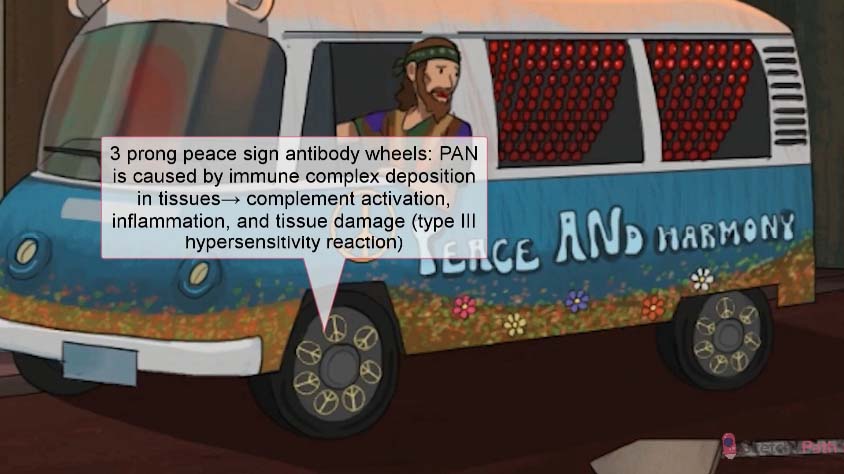 3 prong peace sign antibody wheels: PAN
is caused by immune complex deposition
in tissues→ complement activation,
inflammation, and tissue damage (type III
hypersensitivity reaction)
PEACE AND HARMONY